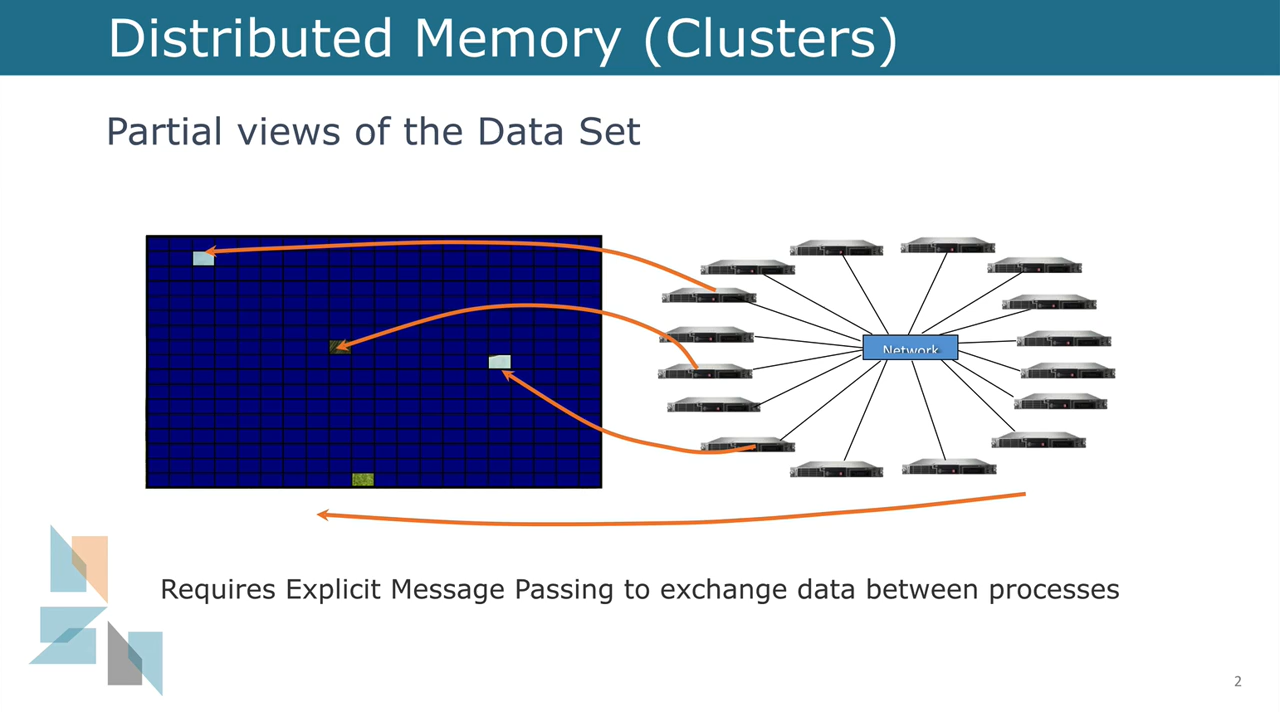 Distributed Memory (Clusters)
Partial views of the Data Set
Network
Requires Explicit Message Passing to exchange data between processes
2